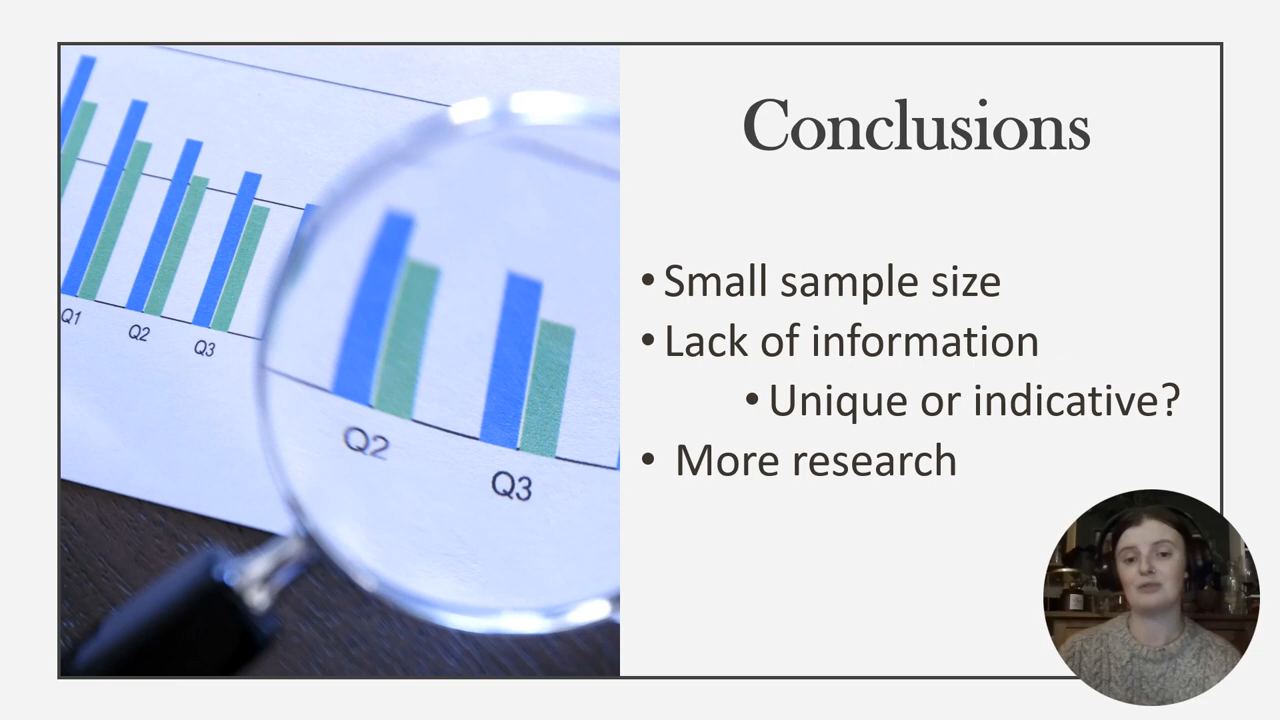 Conclusions
• Small sample size
• Lack of information
• Unique or indicative?
• More research
Q1
Q2
Q3
Q2
Q3